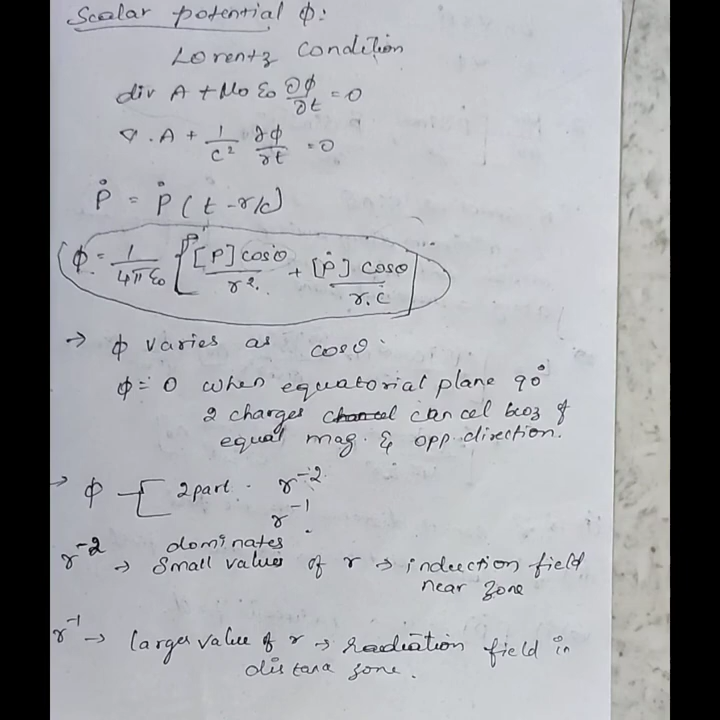 Scalar potential ϕ:
Lorentz Condition
div A + μ0 ε0 ∂ϕ/∂t = 0
∇ . A + 1/c² ∂ϕ/∂t = 0
Ṗ = Ṗ (t - r/c)
ϕ = 1/4πε0 { [P] cosθ/r² + [Ṗ] cosθ/r.c ]
→ ϕ varies as cosθ.
ϕ = 0 when equatorial plane 90°
2 charges cancel bcoz of
equal mag. & opp. direction.
→ ϕ 2 part. r⁻²
r⁻¹
dominates
r⁻² → Small values of r → induction field
near zone
r⁻¹ → larger value of r → radiation field in
zone.